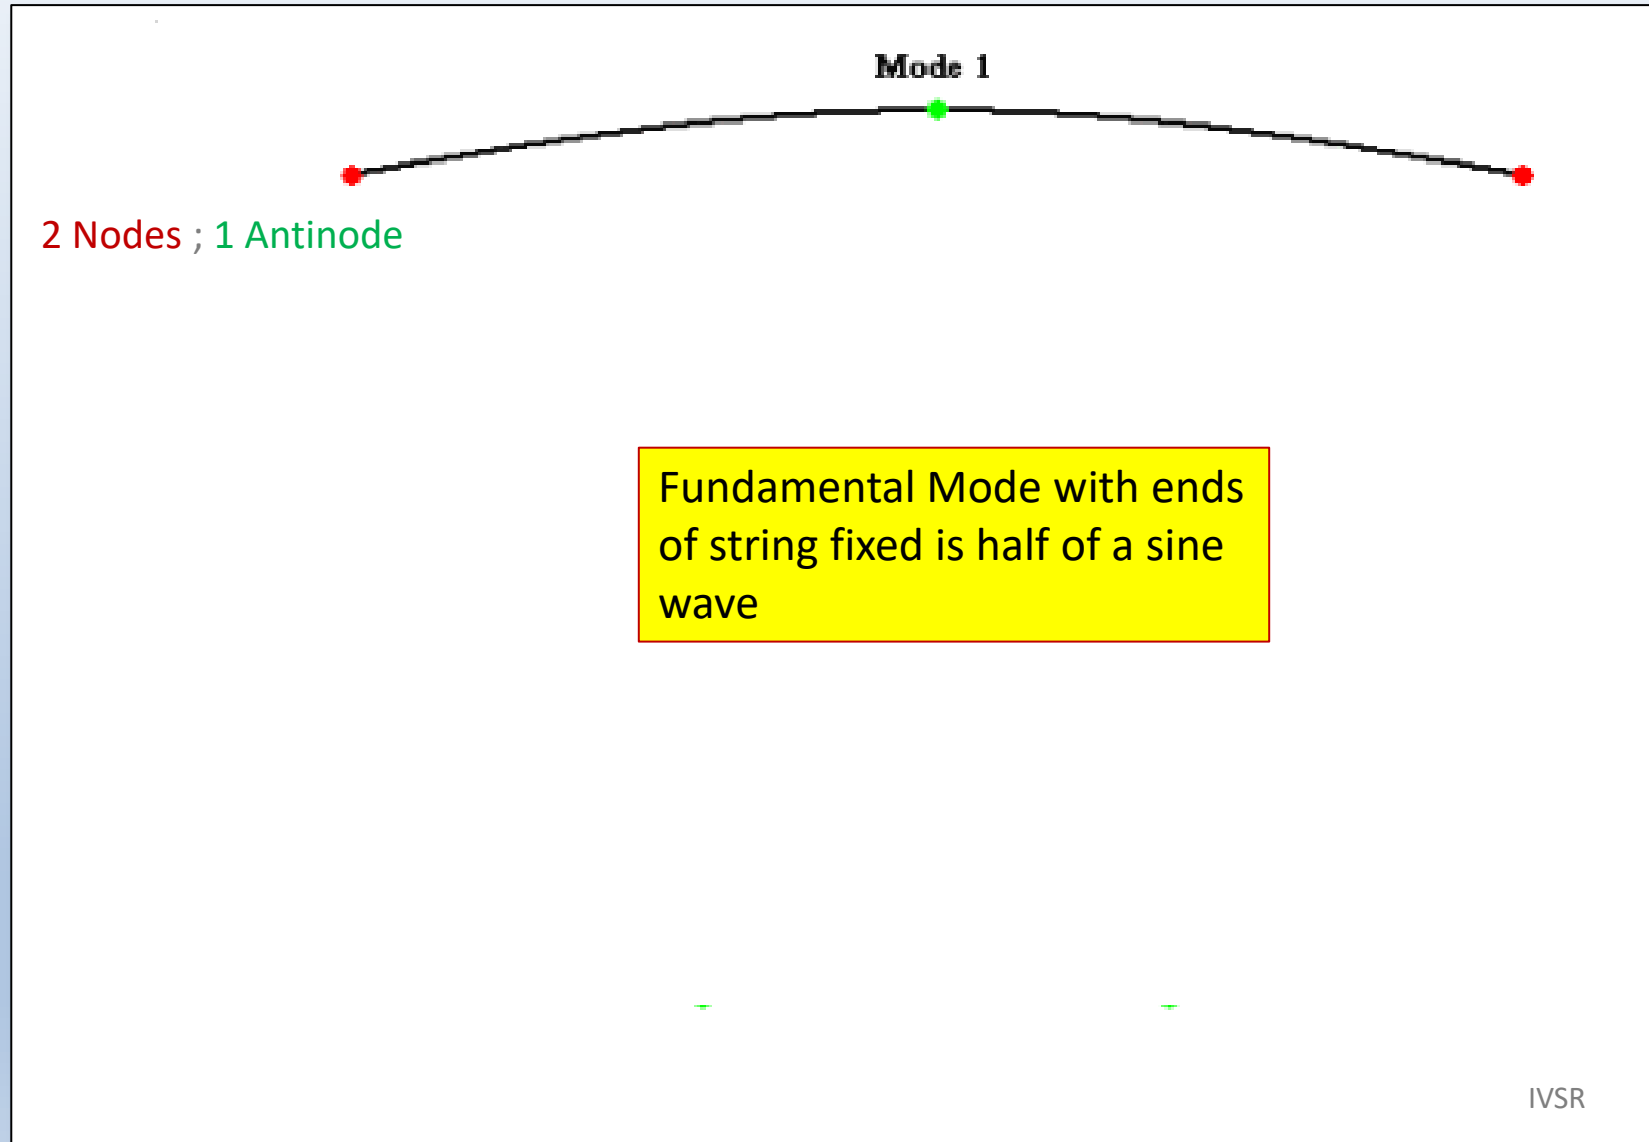 Mode 1
2 Nodes ; 1 Antinode
Fundamental Mode with ends
of string fixed is half of a sine
wave
IVSR